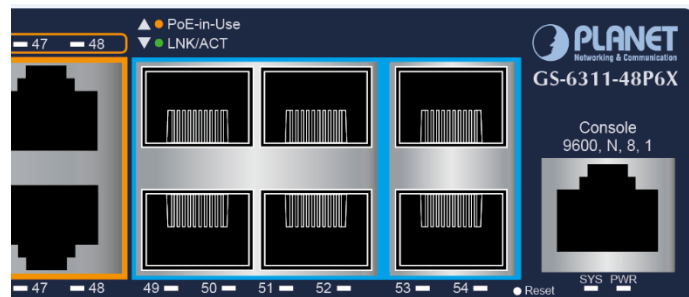 ▲ ● PoE-in-Use
▼ ● LNK/ACT
47 48
PLANET
Networking & Communication
GS-6311-48P6X
Console
9600, N, 8, 1
47 48 49 50 51 52 53 54 Reset SYS PWR